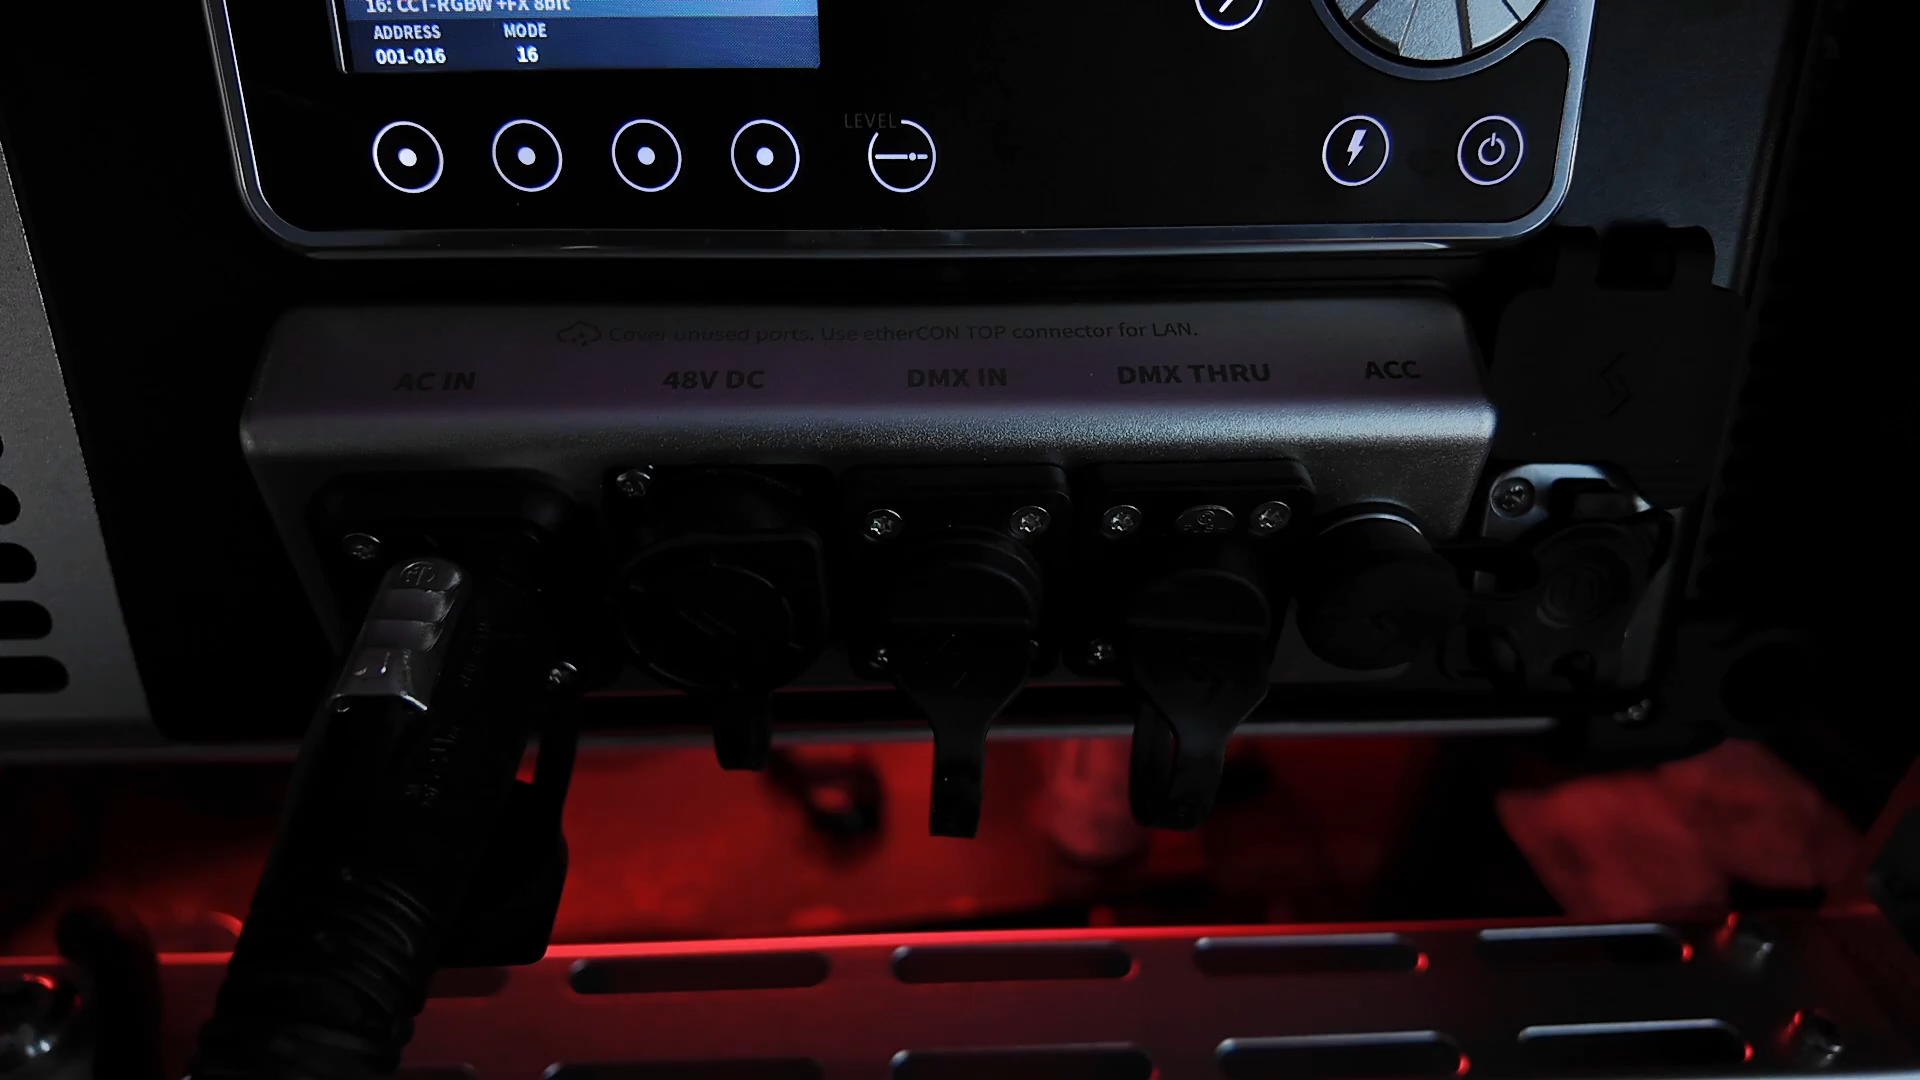 16: CCT-RGBW +FX 8bit
ADDRESS MODE
001-016 16
LEVEL
Cover unused ports. Use etherCON TOP connector for LAN.
AC IN 48V DC DMX IN DMX THRU ACC